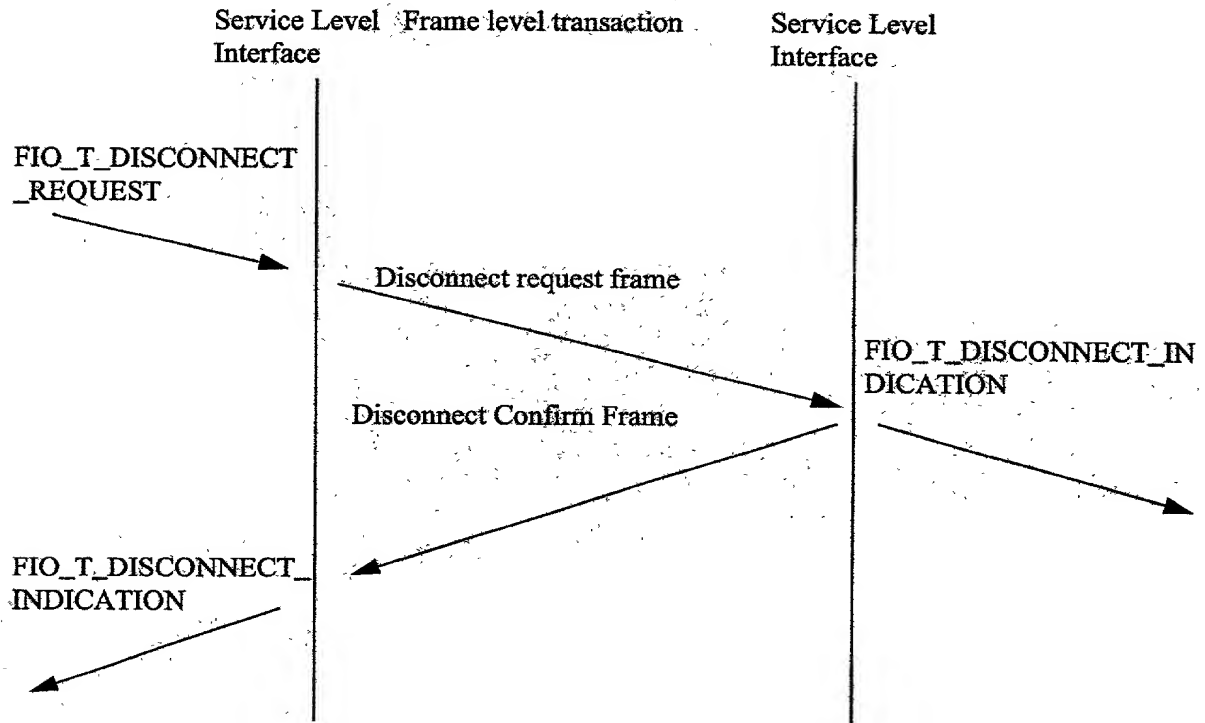 Service Level
Interface
Frame level transaction
Service Level
Interface
FIO_T_DISCONNECT
_REQUEST
Disconnect request frame
FIO_T_DISCONNECT_IN
DICATION
Disconnect Confirm Frame
FIO_T_DISCONNECT_
INDICATION